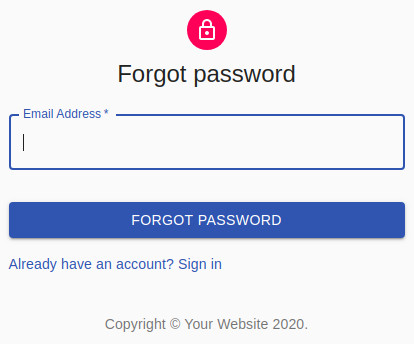 Forgot password
Email Address *
FORGOT PASSWORD
Already have an account? Sign in
Copyright © Your Website 2020.